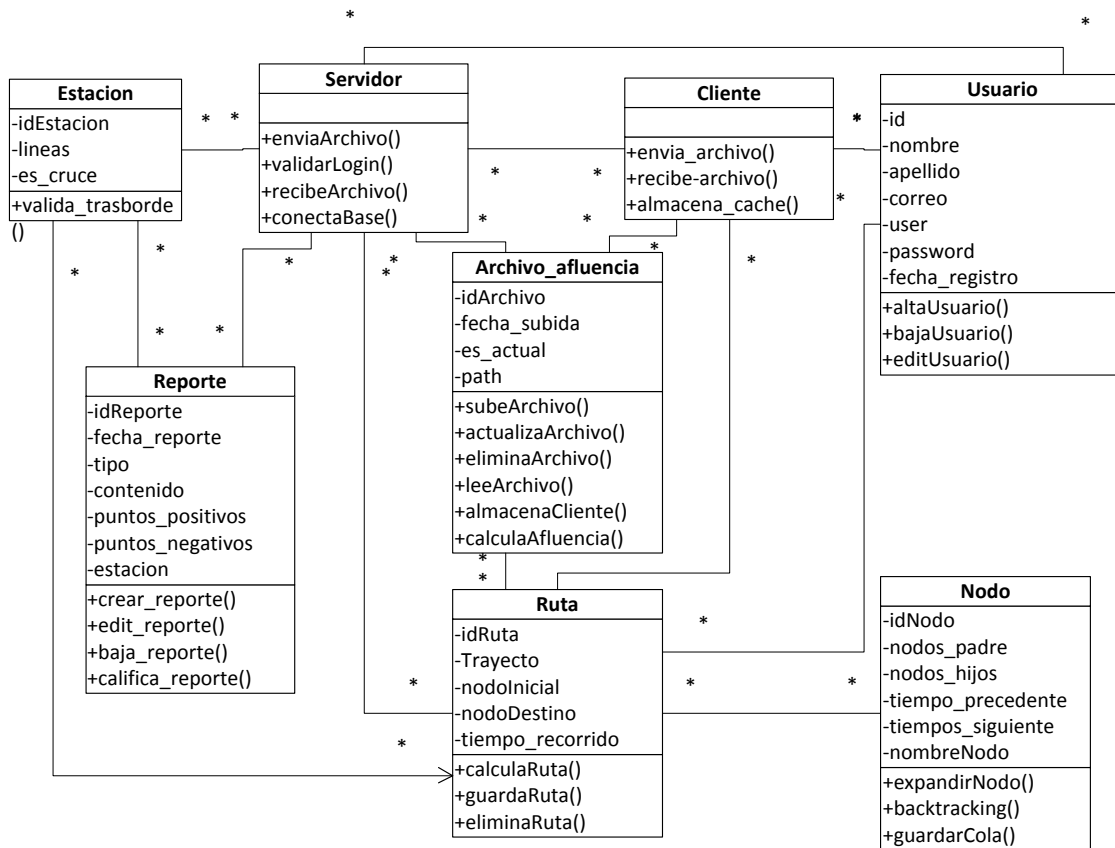 * *
Estacion
-idEstacion
-lineas
-es_cruce
+valida_trasborde
()
Servidor
+enviaArchivo()
+validarLogin()
+recibeArchivo()
+conectaBase()
Cliente
+envia_archivo()
+recibe-archivo()
+almacena_cache()
Usuario
-id
-nombre
-apellido
-correo
-user
-password
-fecha_registro
+altaUsuario()
+bajaUsuario()
+editUsuario()
* * *
* * *
* *
* * * *
* * *
* *
Archivo_afluencia
-idArchivo
-fecha_subida
-es_actual
-path
+subeArchivo()
+actualizaArchivo()
+eliminaArchivo()
+leeArchivo()
+almacenaCliente()
+calculaAfluencia()
* *
Reporte
-idReporte
-fecha_reporte
-tipo
-contenido
-puntos_positivos
-puntos_negativos
-estacion
+crear_reporte()
+edit_reporte()
+baja_reporte()
+califica_reporte()
*
*
Ruta
-idRuta
-Trayecto
-nodoInicial
-nodoDestino
-tiempo_recorrido
+calculaRuta()
+guardaRuta()
+eliminaRuta()
*
* * *
*
Nodo
-idNodo
-nodos_padre
-nodos_hijos
-tiempo_precedente
-tiempos_siguiente
-nombreNodo
+expandirNodo()
+backtracking()
+guardarCola()